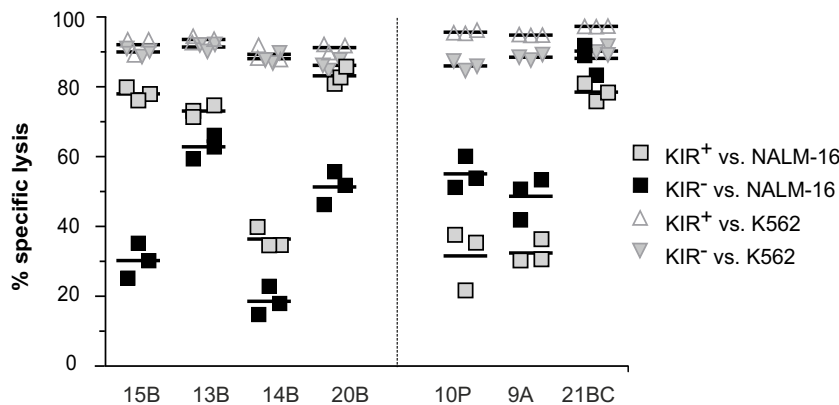 100
80
60
40
20
0
% specific lysis
15B 13B 14B 20B 10P 9A 21BC
KIR+ vs. NALM-16
KIR- vs. NALM-16
KIR+ vs. K562
KIR- vs. K562